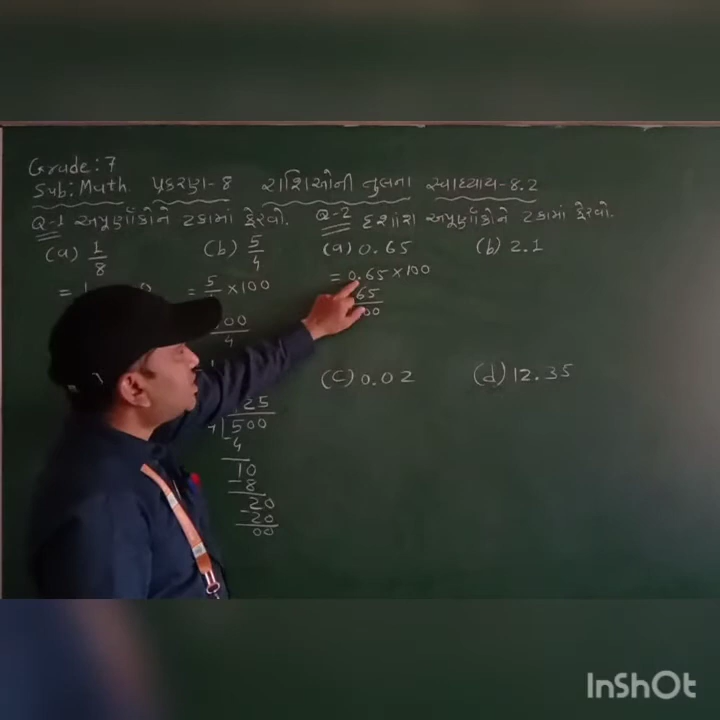 Grade: 7
Sub: Math પ્રકરણ-8 રાશિઓની તુલના સ્વાધ્યાય-8.2
Q-1 અપૂર્ણાંકોને ટકામાં ફેરવો. Q-2 દશાંશ અપૂર્ણાંકોને ટકામાં ફેરવો.
(a) 1/8 (b) 5/4 (a) 0.65 (b) 2.1
= 5/ × 100 = 0.65 × 100
65
00
4
(c) 0.02 (d) 12.35
25
500
4
10
8
20
20
00
InShOt